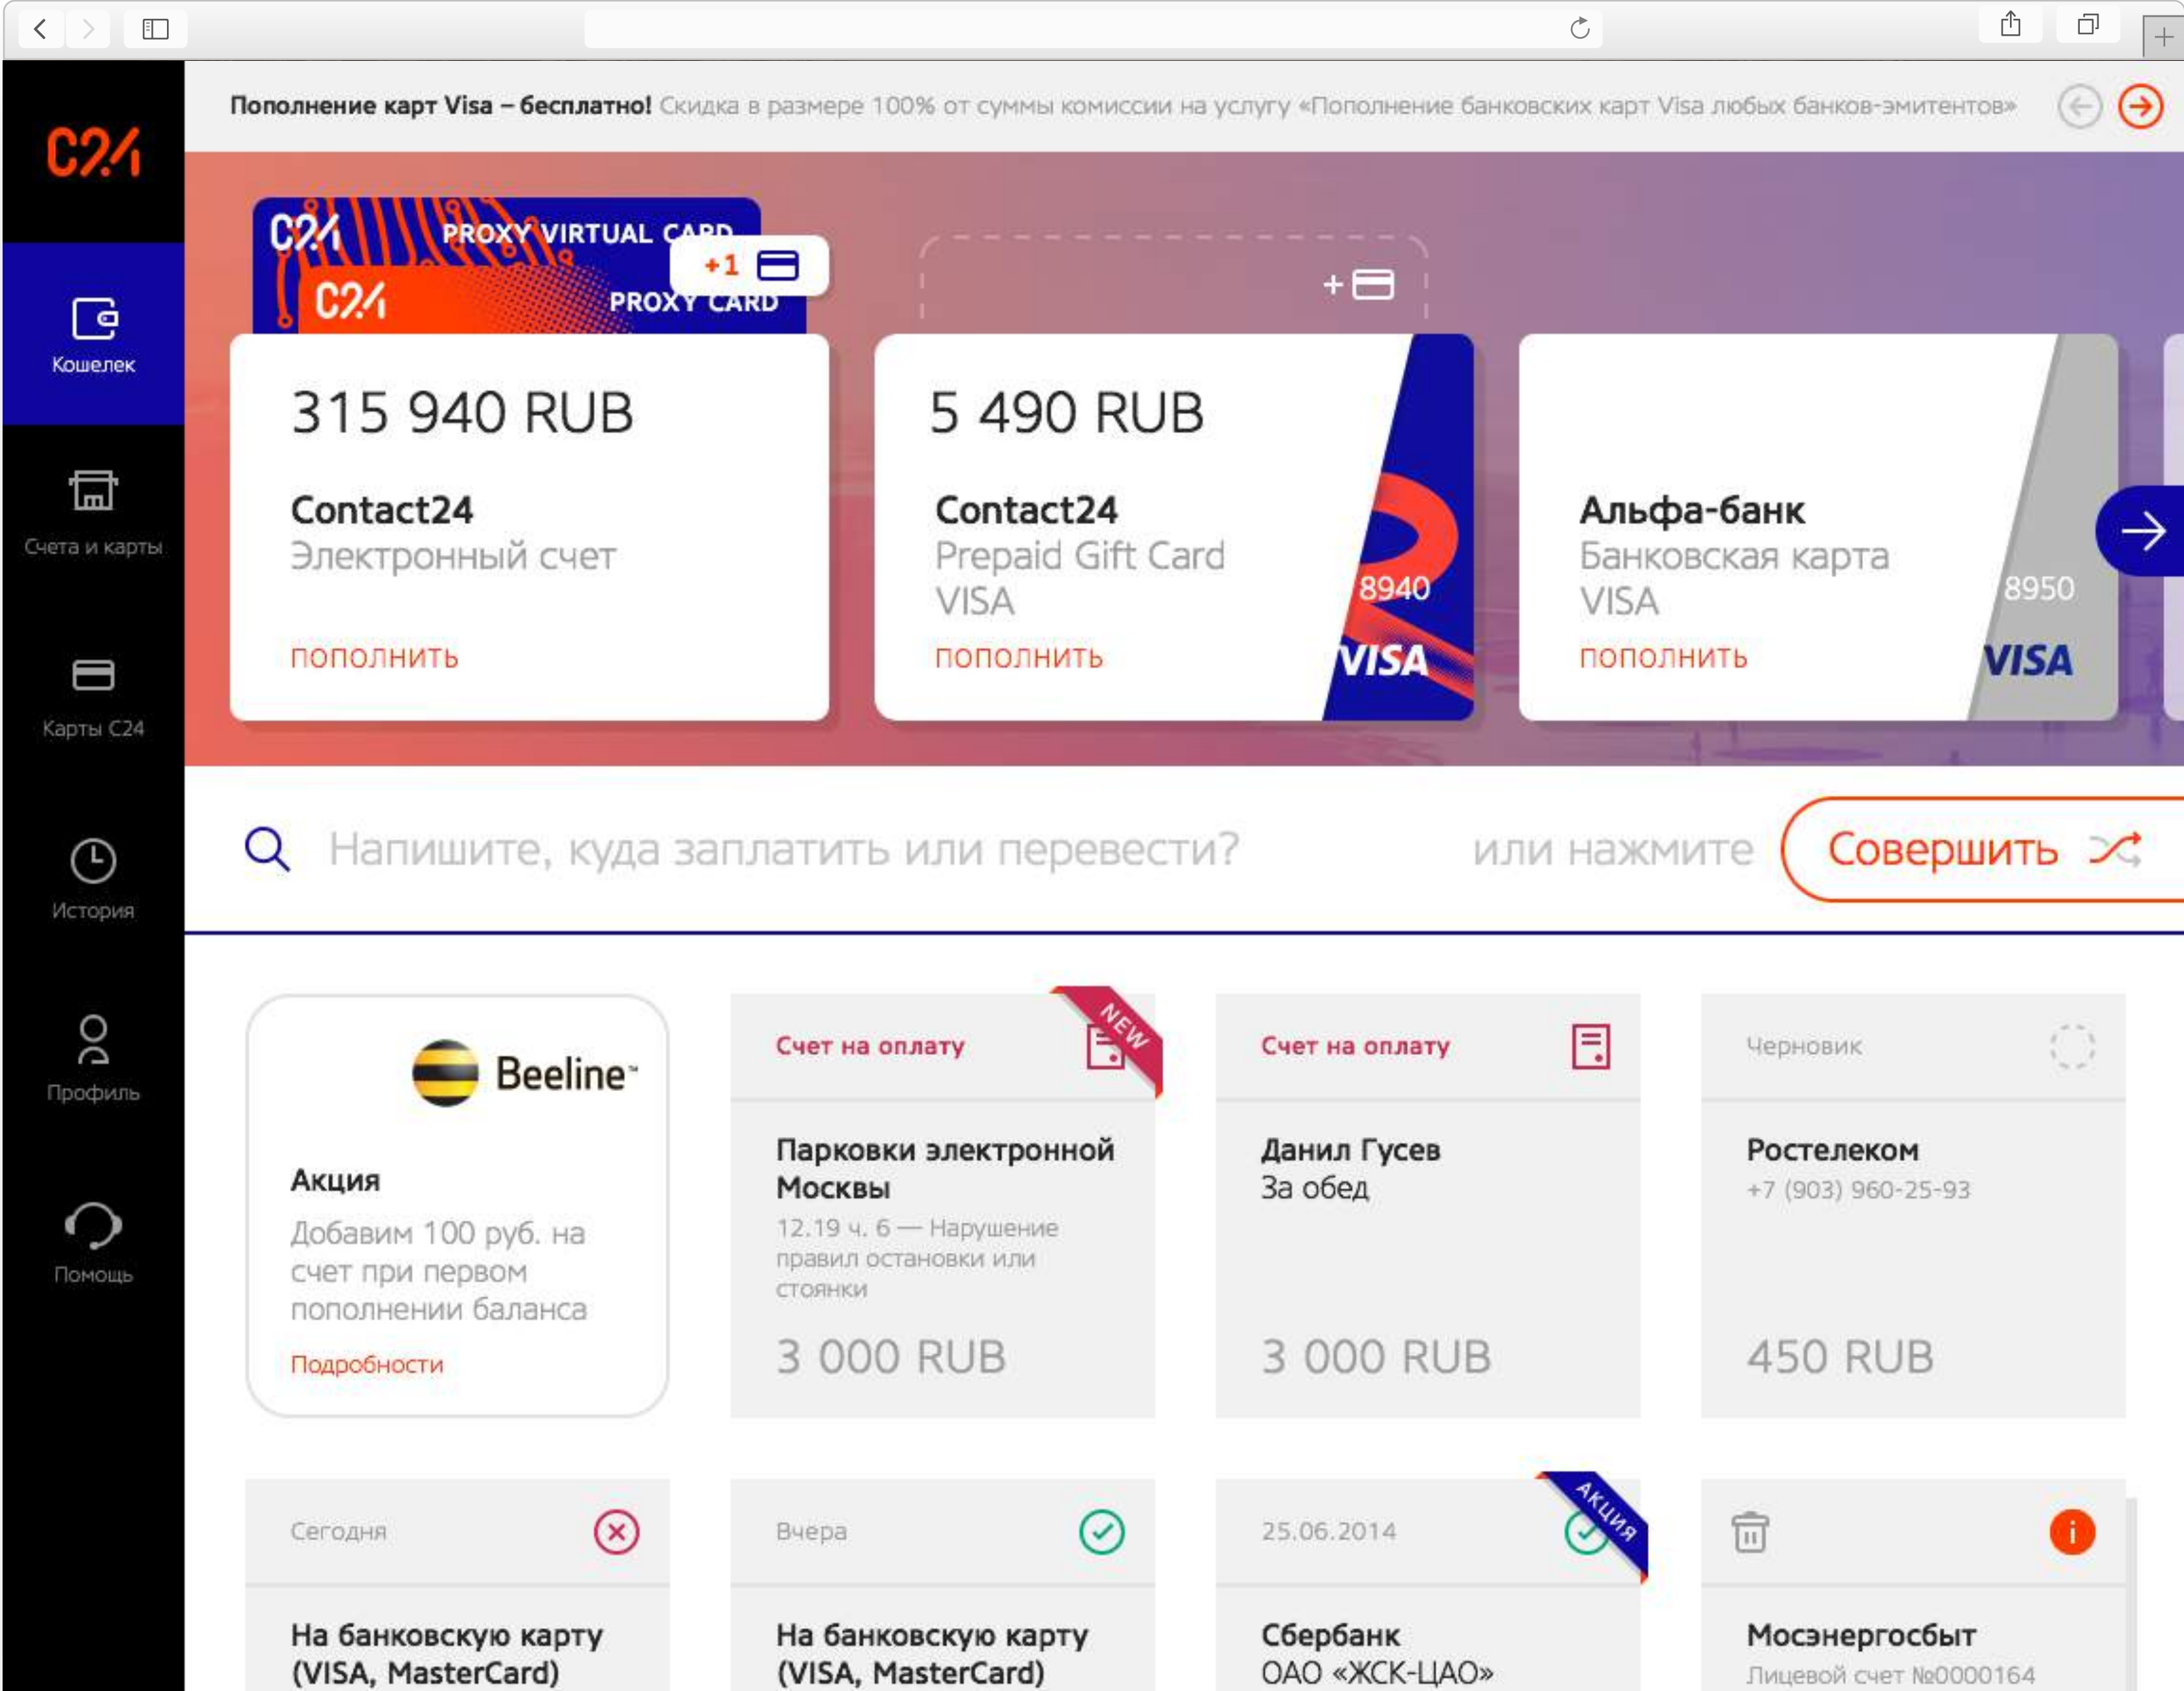 Пополнение карт Visa – бесплатно! Скидка в размере 100% от суммы комиссии на услугу «Пополнение банковских карт Visa любых банков-эмитентов»
C24
Кошелек
Счета и карты
Карты C24
История
Профиль
Помощь
C24 PROXY VIRTUAL CARD
+1
C24 PROXY CARD
+
315 940 RUB
Contact24
Электронный счет
ПОПОЛНИТЬ
5 490 RUB
Contact24
Prepaid Gift Card
VISA
8940
ПОПОЛНИТЬ
VISA
Альфа-банк
Банковская карта
VISA
8950
ПОПОЛНИТЬ
VISA
Напишите, куда заплатить или перевести?
или нажмите
Совершить
Beeline™
Акция
Добавим 100 руб. на
счет при первом
пополнении баланса
Подробности
Счет на оплату
NEW
Парковки электронной
Москвы
12.19 ч. 6 — Нарушение
правил остановки или
стоянки
3 000 RUB
Счет на оплату
Данил Гусев
За обед
3 000 RUB
Черновик
Ростелеком
+7 (903) 960-25-93
450 RUB
Сегодня
На банковскую карту
(VISA, MasterCard)
Вчера
На банковскую карту
(VISA, MasterCard)
25.06.2014
АКЦИЯ
Сбербанк
ОАО «ЖСК-ЦАО»
i
Мосэнергосбыт
Лицевой счет №0000164